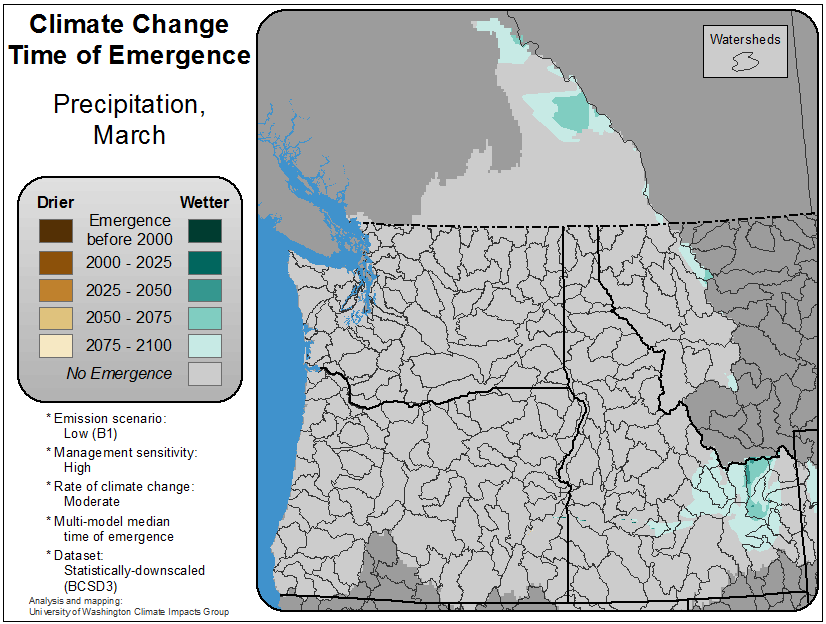 Climate Change
Time of Emergence
Precipitation,
March
Drier
Wetter
Emergence
before 2000
2000 - 2025
2025 - 2050
2050 - 2075
2075 - 2100
No Emergence
* Emission scenario:
Low (B1)
* Management sensitivity:
High
* Rate of climate change:
Moderate
* Multi-model median
time of emergence
* Dataset:
Statistically-downscaled
(BCSD3)
Analysis and mapping:
University of Washington Climate Impacts Group
Watersheds